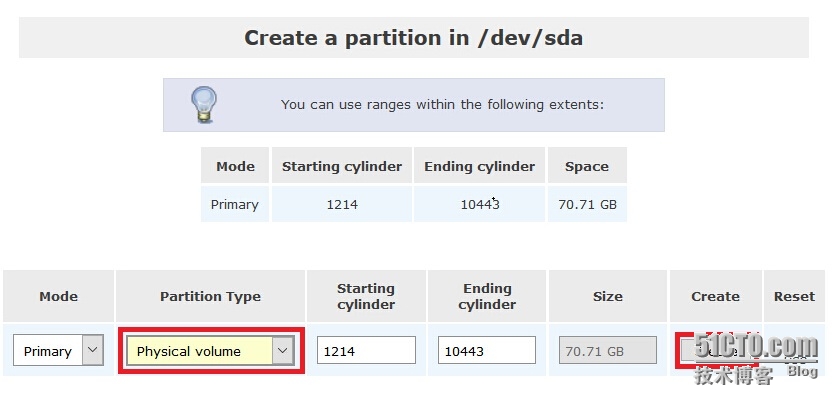 Create a partition in /dev/sda
You can use ranges within the following extents:
Mode Starting cylinder Ending cylinder Space
Primary 1214 10443 70.71 GB
Mode Partition Type Starting cylinder Ending cylinder Size Create Reset
Primary Physical volume 1214 10443 70.71 GB
51CTO.com
技术博客 Blog